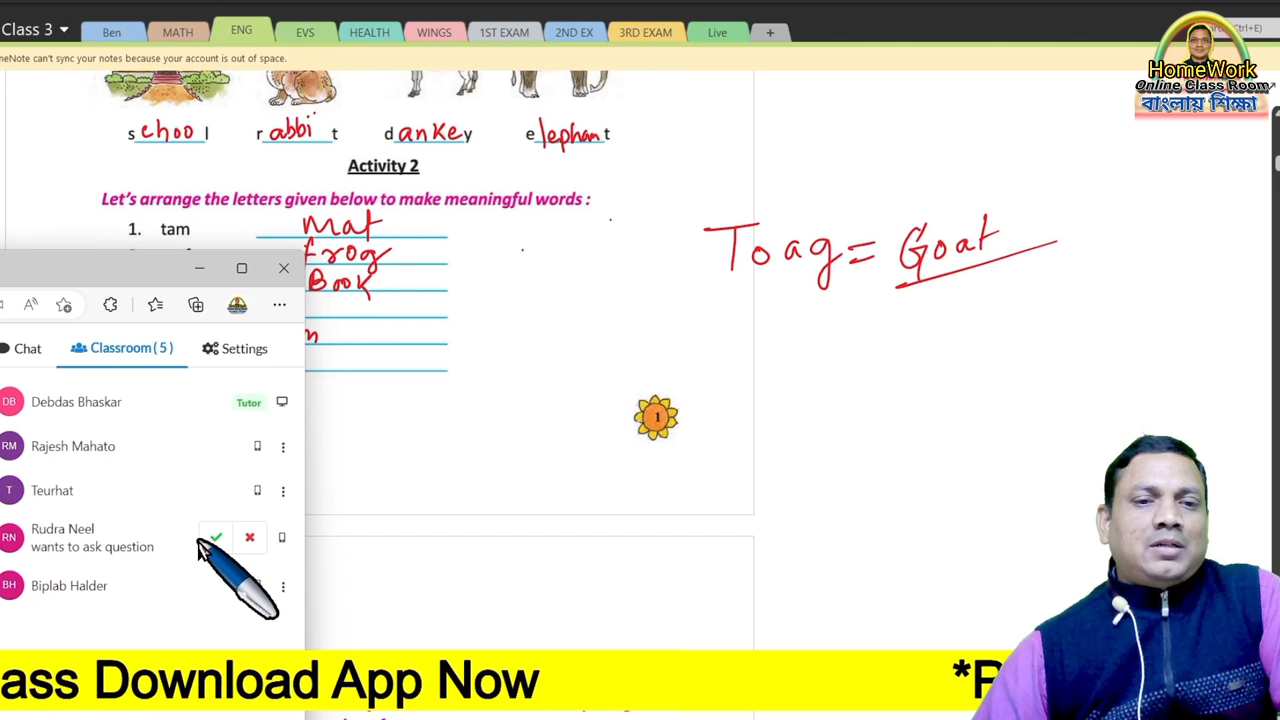 Class 3
Ben MATH ENG EVS HEALTH WINGS 1ST EXAM 2ND EX 3RD EXAM Live +
eNote can't sync your notes because your account is out of space.
Ctrl+E)
HomeWork
Online Class Room
বাংলায় শিক্ষা
school rabbit dankey elephant
Activity 2
Let's arrange the letters given below to make meaningful words :
1. tam mat
frog
Book
n
Toag = Goat
1
Chat Classroom ( 5 ) Settings
DB Debdas Bhaskar Tutor
RM Rajesh Mahato
T Teurhat
RN Rudra Neel
wants to ask question
BH Biplab Halder
ass Download App Now